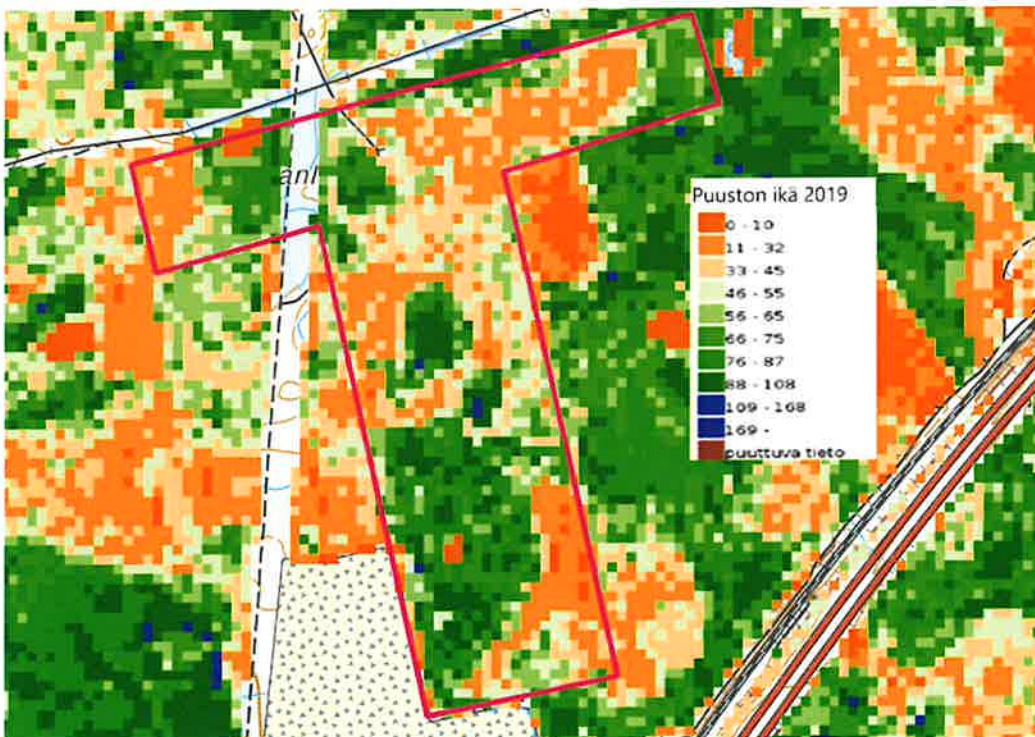 änl
Puuston ikä 2019
0 - 10
11 - 32
33 - 45
46 - 55
56 - 65
66 - 75
76 - 87
88 - 108
109 - 168
169 -
puuttuva tieto